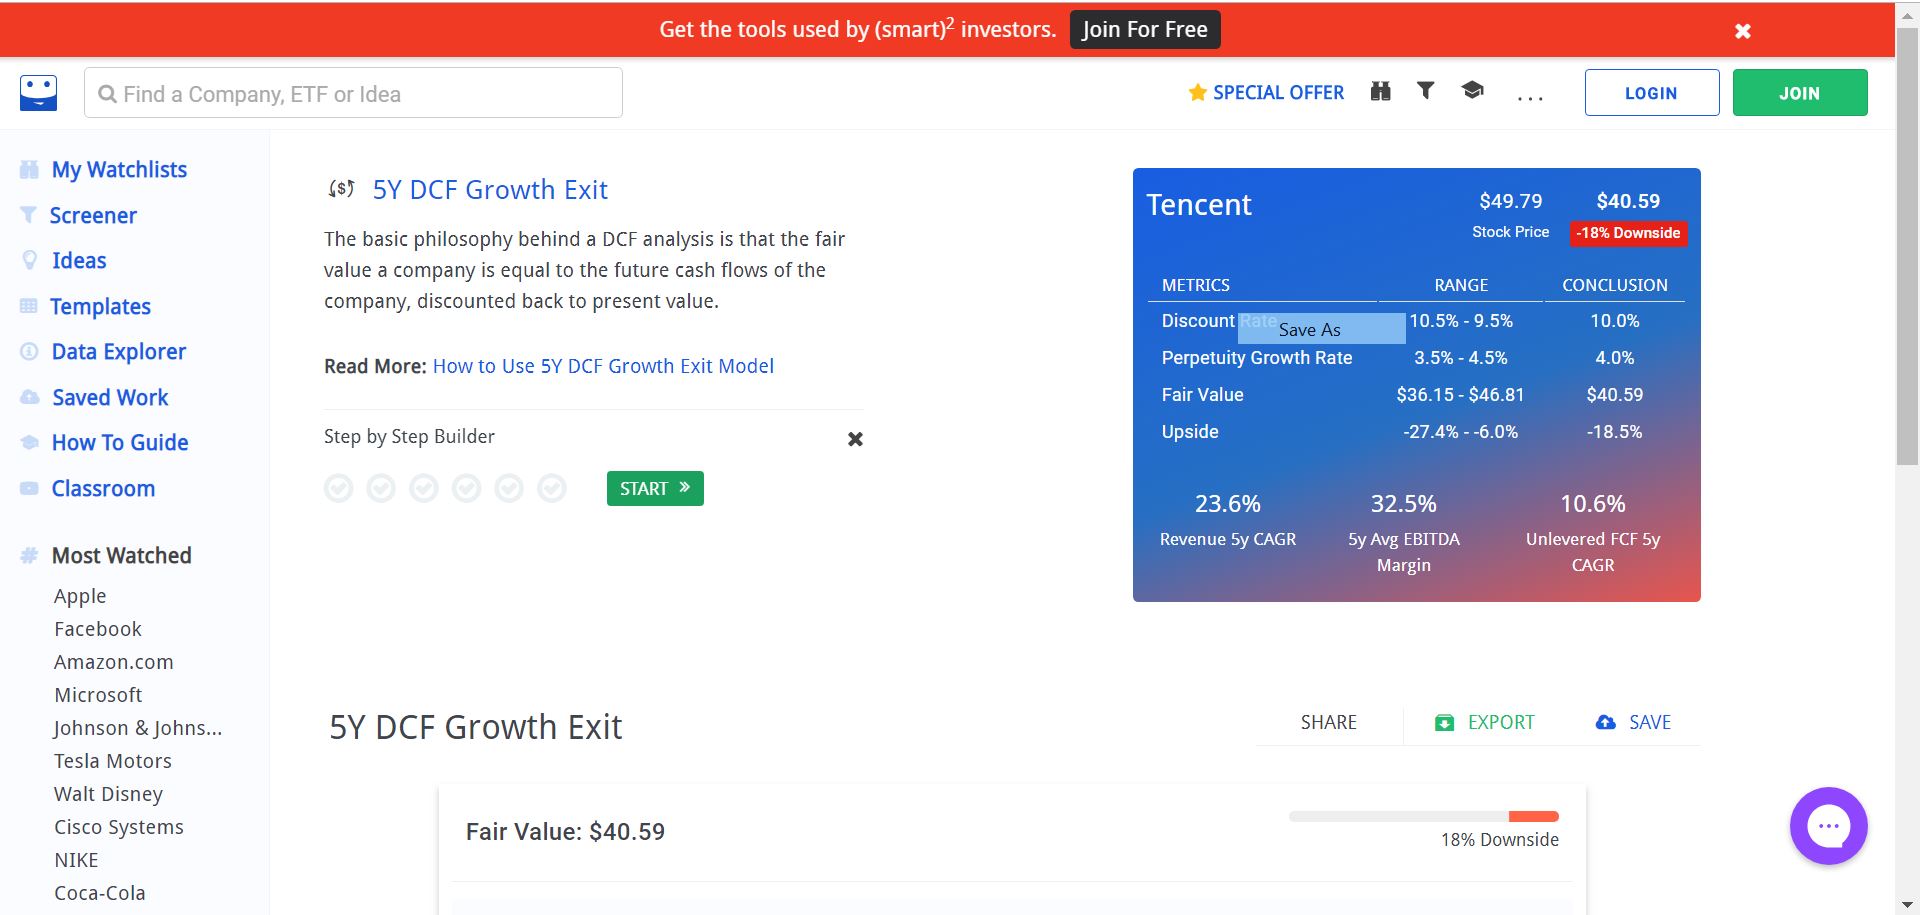 Get the tools used by (smart)² investors. Join For Free
Find a Company, ETF or Idea
SPECIAL OFFER
...
LOGIN
JOIN
My Watchlists
Screener
Ideas
Templates
Data Explorer
Saved Work
How To Guide
Classroom
# Most Watched
Apple
Facebook
Amazon.com
Microsoft
Johnson & Johns...
Tesla Motors
Walt Disney
Cisco Systems
NIKE
Coca-Cola
($) 5Y DCF Growth Exit
The basic philosophy behind a DCF analysis is that the fair
value a company is equal to the future cash flows of the
company, discounted back to present value.
Read More: How to Use 5Y DCF Growth Exit Model
Step by Step Builder
START »
Tencent
$49.79 $40.59
Stock Price -18% Downside
METRICS RANGE CONCLUSION
Discount Rate 10.5% - 9.5% 10.0%
Save As
Perpetuity Growth Rate 3.5% - 4.5% 4.0%
Fair Value $36.15 - $46.81 $40.59
Upside -27.4% - -6.0% -18.5%
23.6% 32.5% 10.6%
Revenue 5y CAGR 5y Avg EBITDA Unlevered FCF 5y
Margin CAGR
5Y DCF Growth Exit
SHARE EXPORT SAVE
Fair Value: $40.59
18% Downside